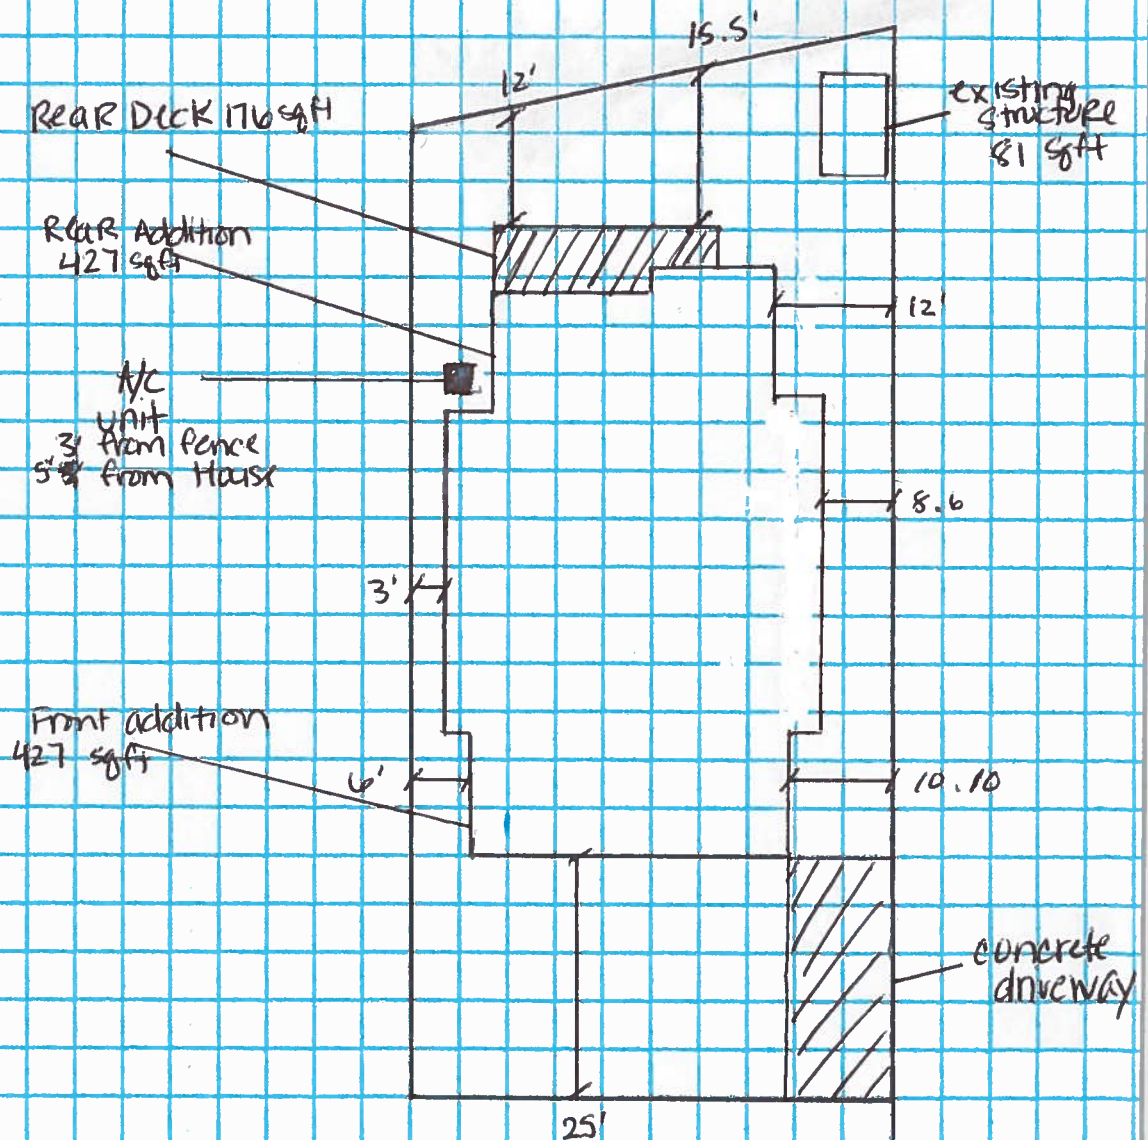 15.5'
12'
Rear Deck 176 sqft
existing
structure
81 sqft
Rear Addition
427 sqft
12'
A/C
unit
3' from fence
5' from House
8.6
3'
Front addition
427 sqft
6'
10.10
concrete
driveway
25'